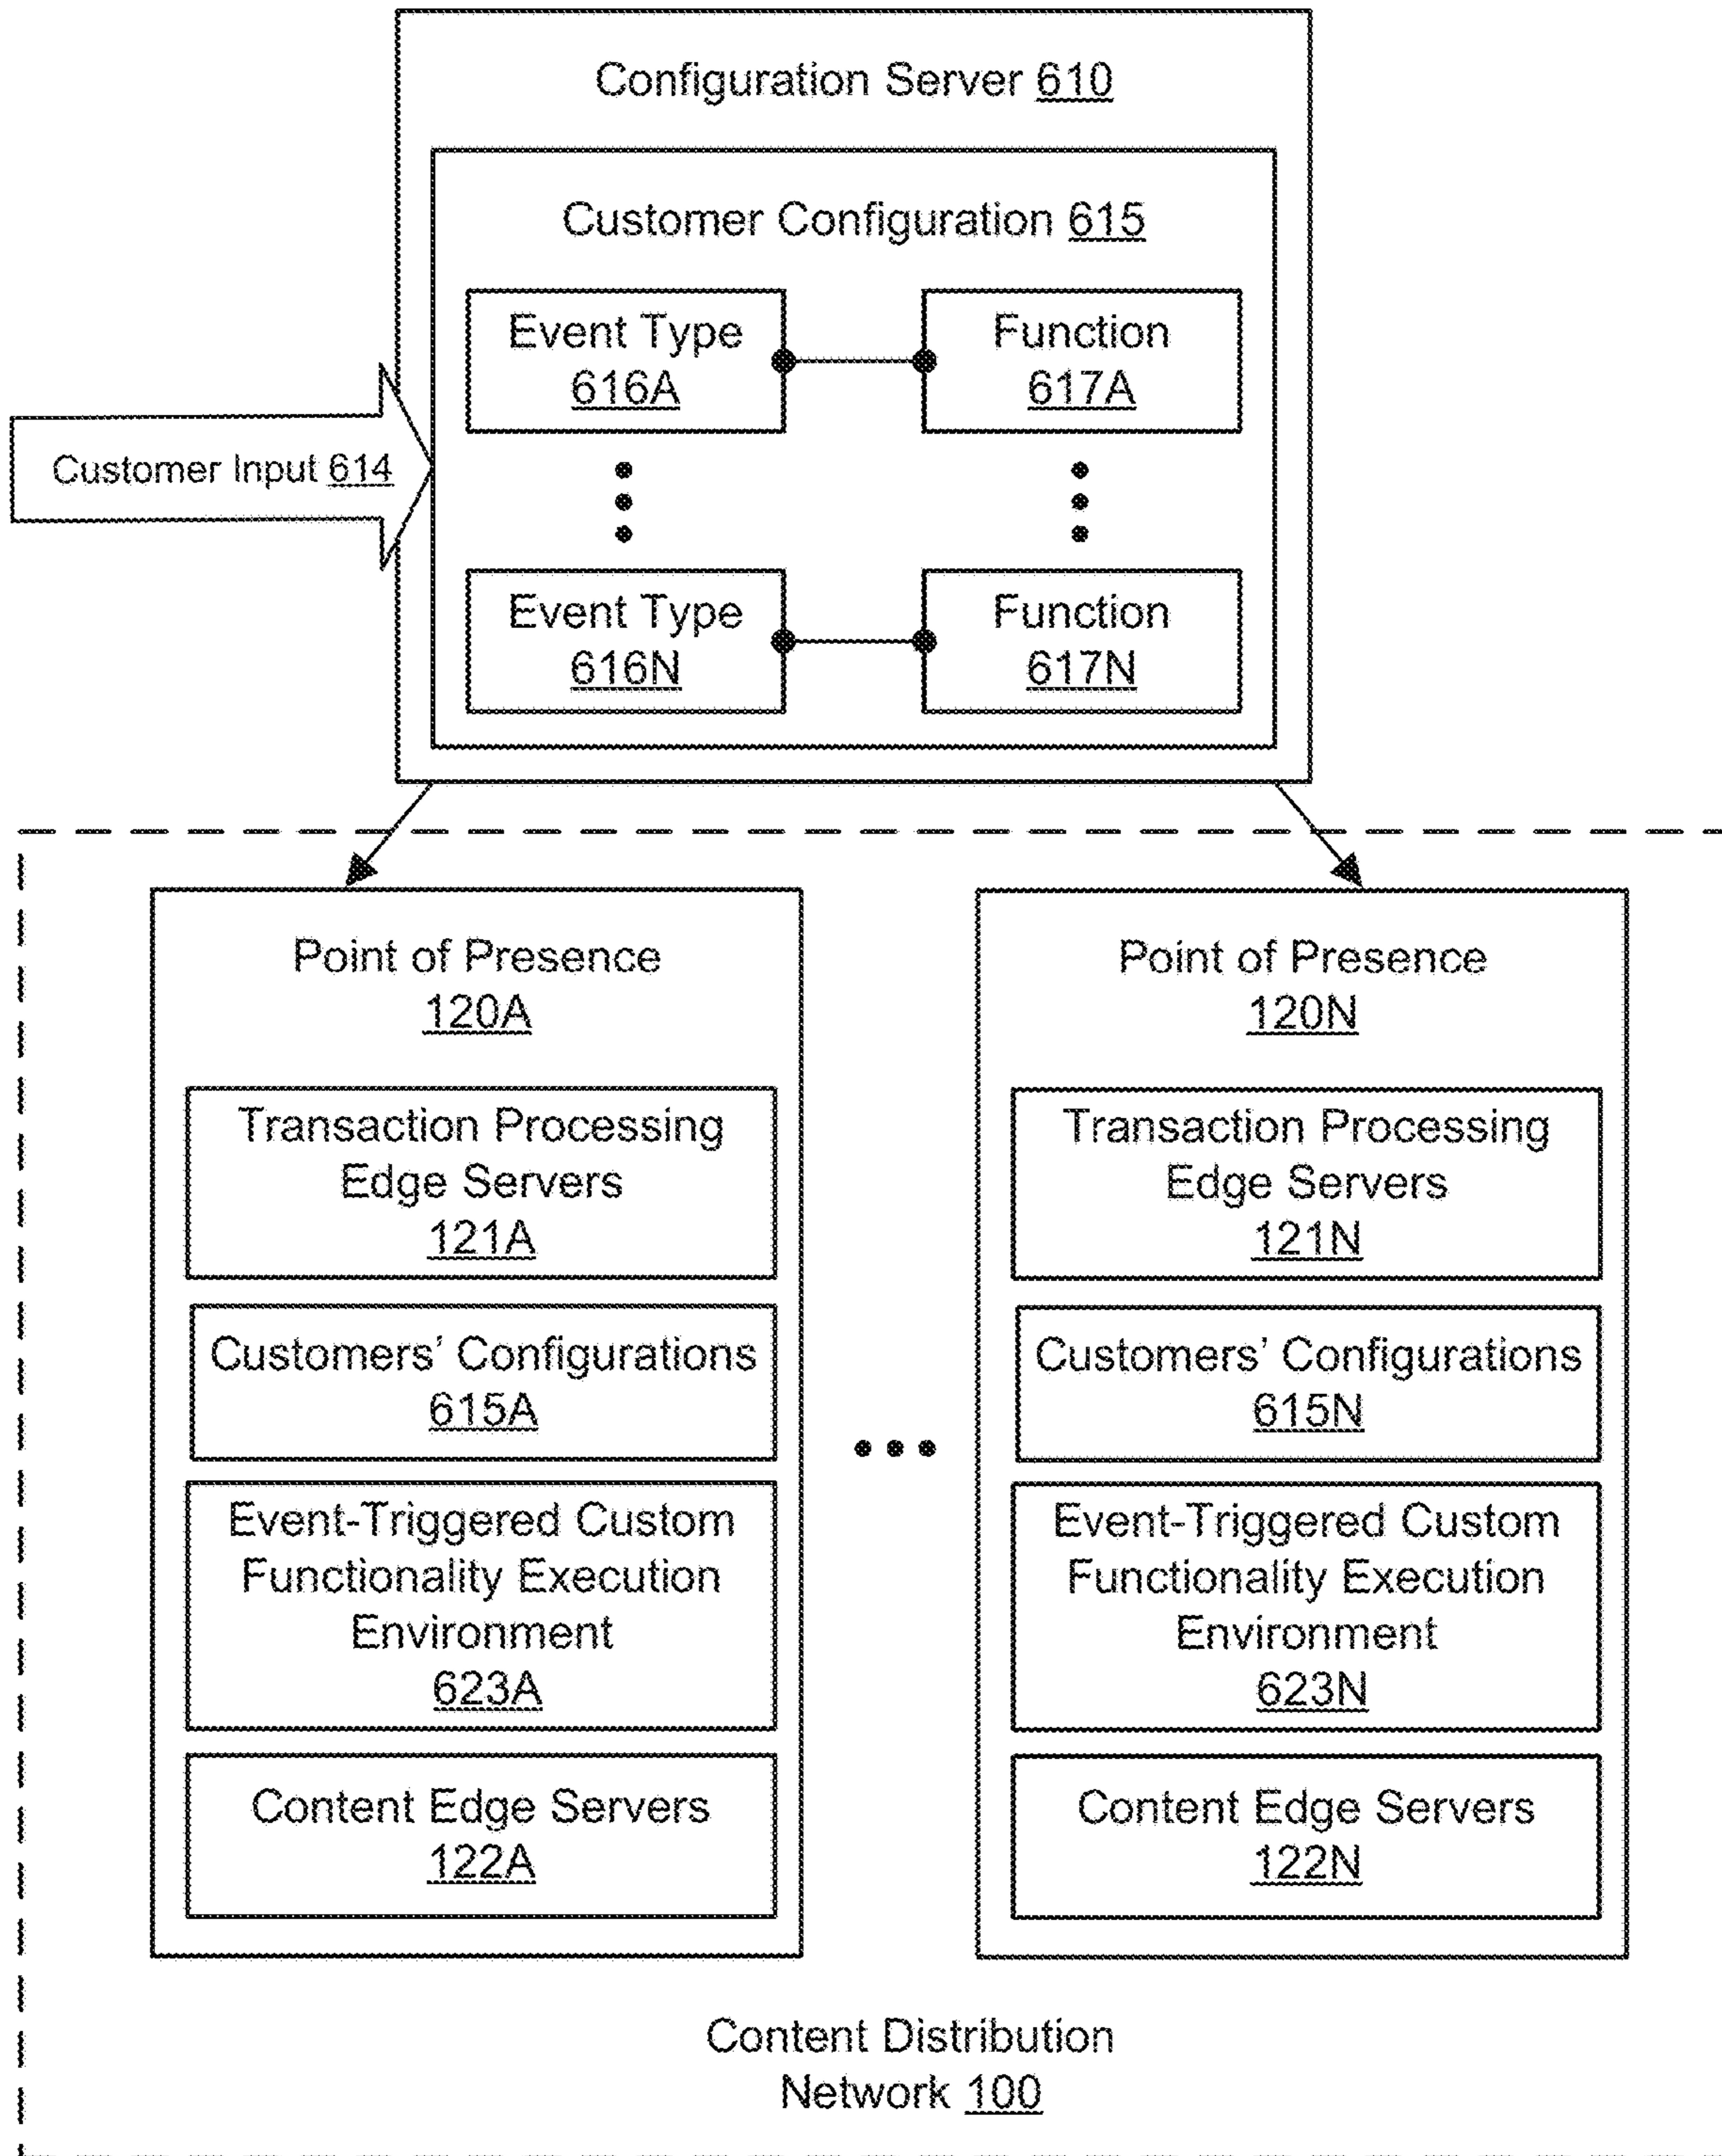 Configuration Server 610
Customer Configuration 615
Event Type
616A
Function
617A
Customer Input 614
Event Type
616N
Function
617N
Point of Presence
120A
Transaction Processing
Edge Servers
121A
Customers' Configurations
615A
Event-Triggered Custom
Functionality Execution
Environment
623A
Content Edge Servers
122A
Point of Presence
120N
Transaction Processing
Edge Servers
121N
Customers' Configurations
615N
Event-Triggered Custom
Functionality Execution
Environment
623N
Content Edge Servers
122N
Content Distribution
Network 100